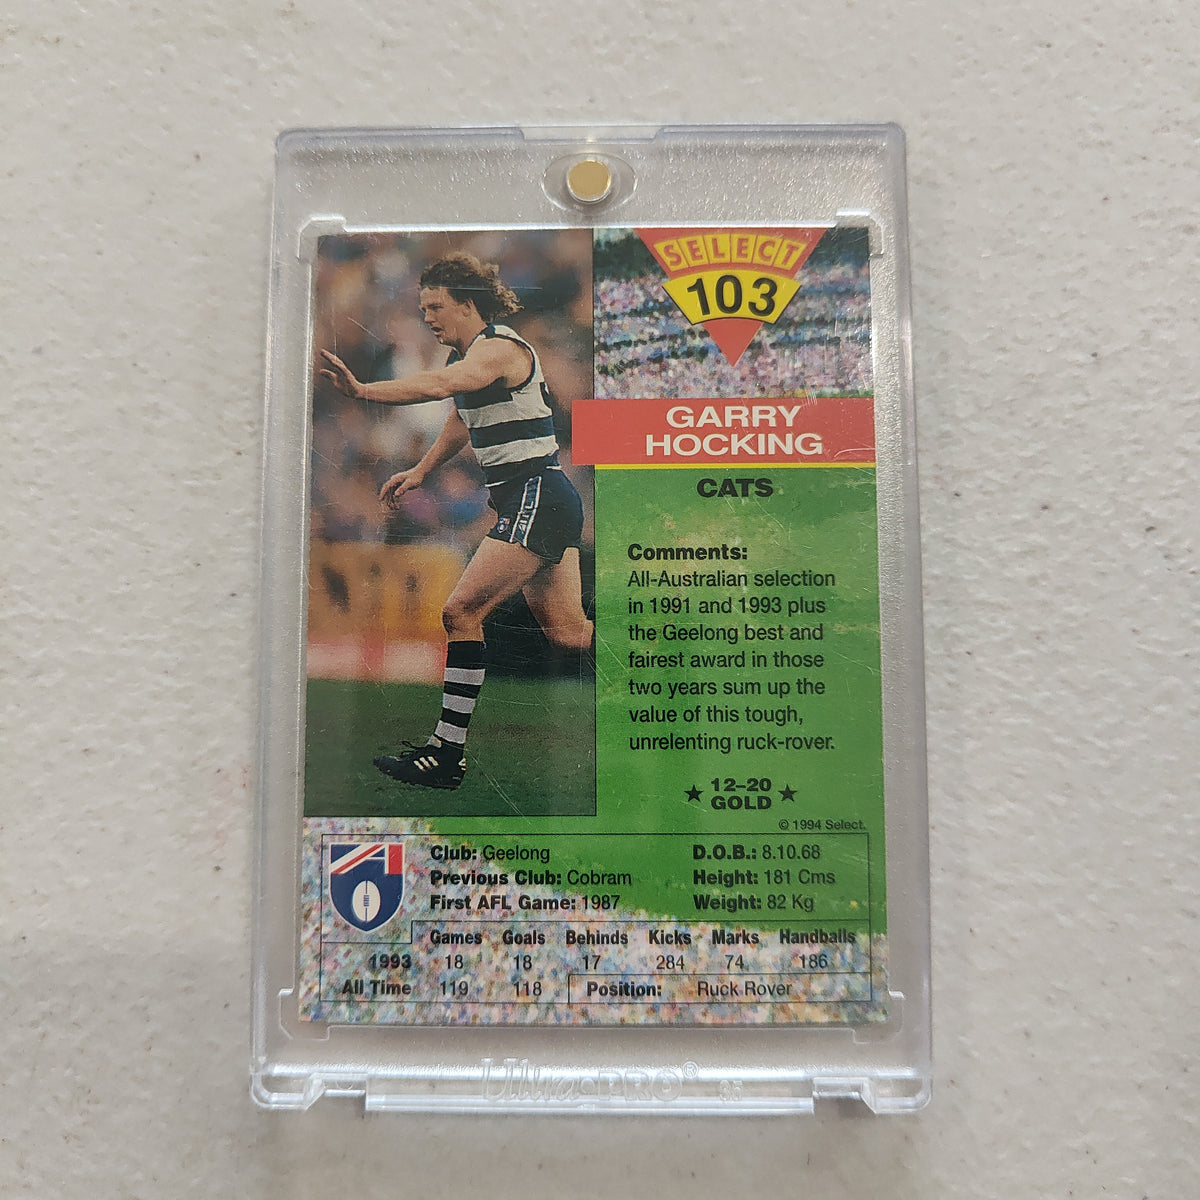 SELECT
103
GARRY
HOCKING
CATS
Comments:
All-Australian selection
in 1991 and 1993 plus
the Geelong best and
fairest award in those
two years sum up the
value of this tough,
unrelenting ruck-rover.
★ 12–20 ★
GOLD
© 1994 Select.
Club: Geelong
Previous Club: Cobram
First AFL Game: 1987
D.O.B.: 8.10.68
Height: 181 Cms
Weight: 82 Kg
Games Goals Behinds Kicks Marks Handballs
1993 18 18 17 284 74 186
All Time 119 118 Position: Ruck Rover
AFL
Ultra•PRO®